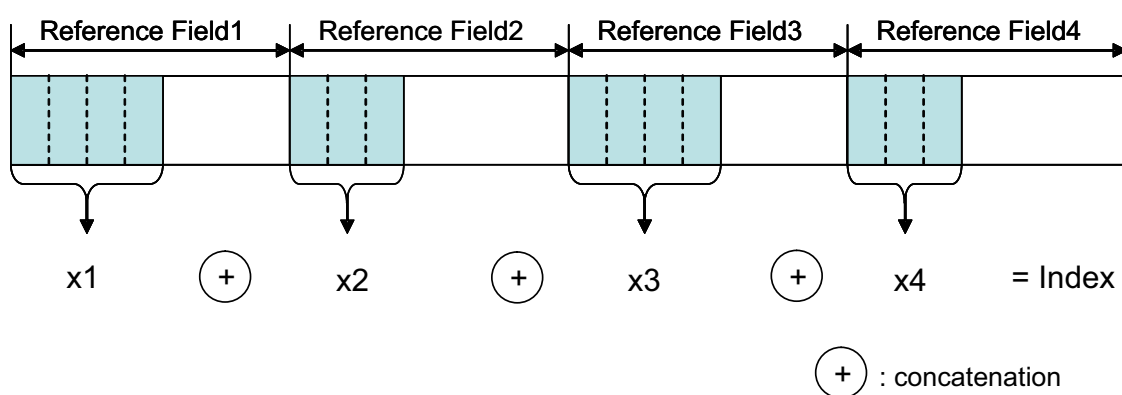 Reference Field1 Reference Field2 Reference Field3 Reference Field4
x1 + x2 + x3 + x4 = Index
+ : concatenation